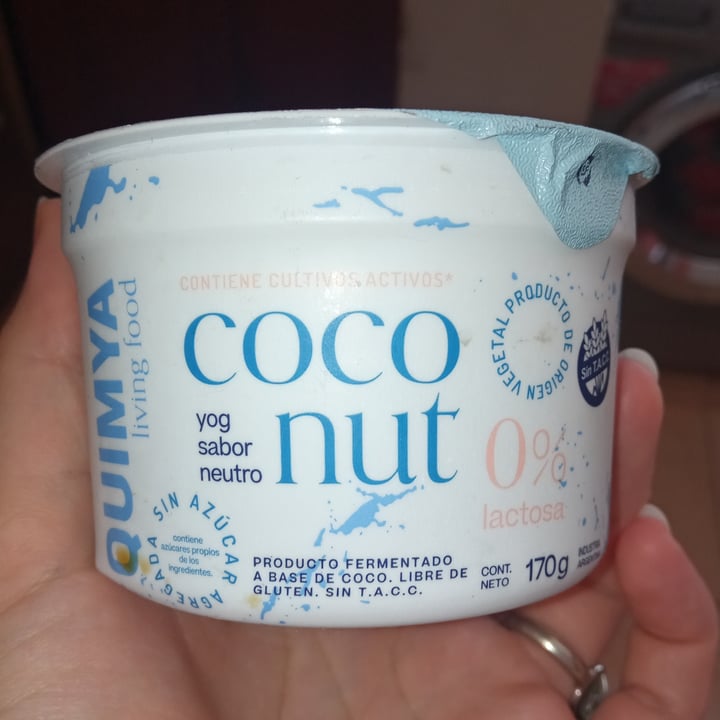 QUIMYA
living food
CONTIENE CULTIVOS ACTIVOS*
coco
nut
yog
sabor
neutro
PRODUCTO DE ORIGEN VEGETAL
Sin T.A.C.C.
0%
lactosa
SIN AZÚCAR AGREGADA
contiene
azúcares propios
de los
ingredientes.
PRODUCTO FERMENTADO
A BASE DE COCO. LIBRE DE
GLUTEN. SIN T.A.C.C.
CONT.
NETO
170g
INDUSTRIA
ARGENTINA